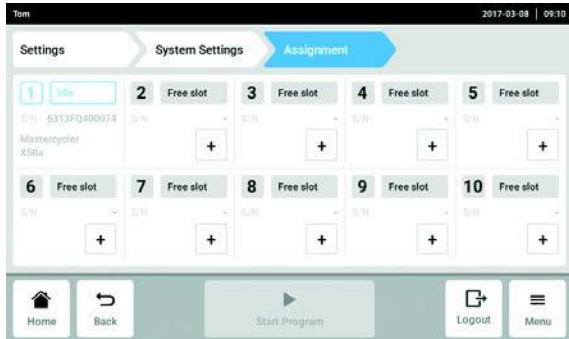 Tom 2017-03-08 | 09:10
Settings System Settings Assignment
1 Idle 2 Free slot 3 Free slot 4 Free slot 5 Free slot
S/N 6313FQ400074 S/N - S/N - S/N - S/N -
Mastercycler
X50a
+ + + +
6 Free slot 7 Free slot 8 Free slot 9 Free slot 10 Free slot
S/N - S/N - S/N - S/N - S/N -
+ + + + +
Home Back Start Program Logout Menu